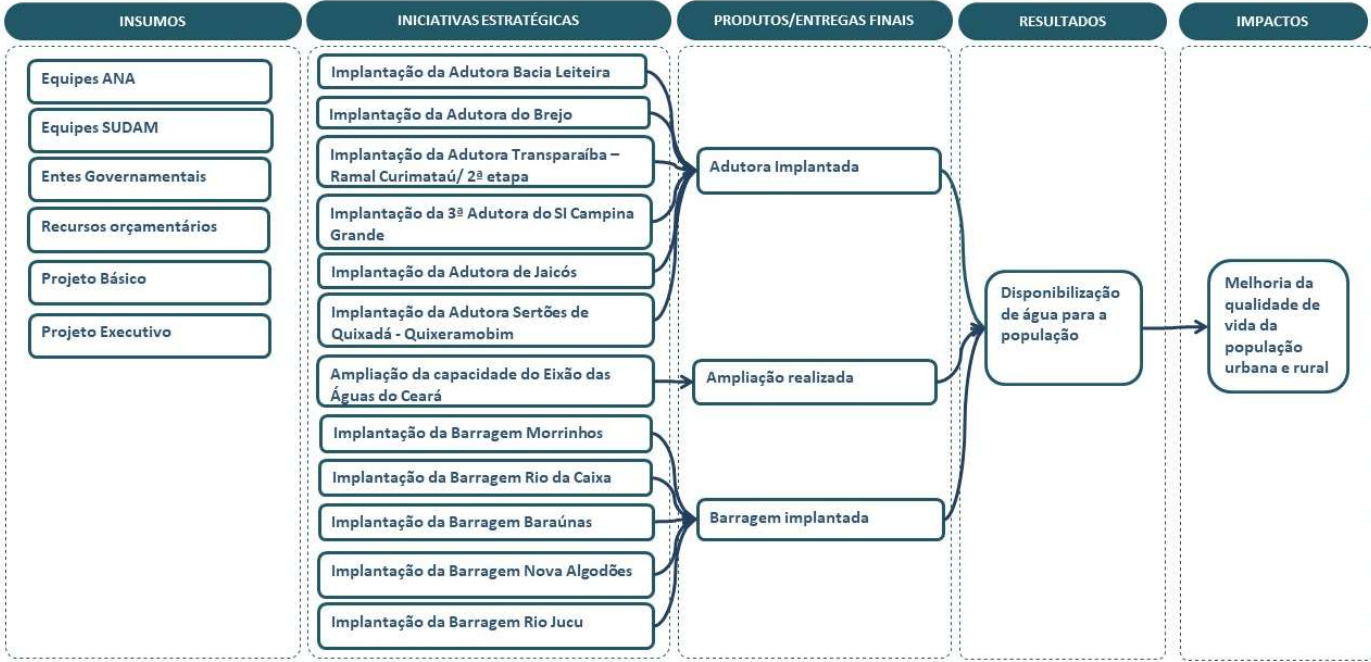 INSUMOS
INICIATIVAS ESTRATÉGICAS
PRODUTOS/ENTREGAS FINAIS
RESULTADOS
IMPACTOS
Equipes ANA
Equipes SUDAM
Entes Governamentais
Recursos orçamentários
Projeto Básico
Projeto Executivo
Implantação da Adutora Bacia Leiteira
Implantação da Adutora do Brejo
Implantação da Adutora Transparaíba –
Ramal Curimataú/ 2ª etapa
Implantação da 3ª Adutora do SI Campina
Grande
Implantação da Adutora de Jaicós
Implantação da Adutora Sertões de
Quixadá - Quixeramobim
Ampliação da capacidade do Eixão das
Águas do Ceará
Implantação da Barragem Morrinhos
Implantação da Barragem Rio da Caixa
Implantação da Barragem Baraúnas
Implantação da Barragem Nova Algodões
Implantação da Barragem Rio Jucu
Adutora Implantada
Ampliação realizada
Barragem implantada
Disponibilização
de água para a
população
Melhoria da
qualidade de
vida da
população
urbana e rural